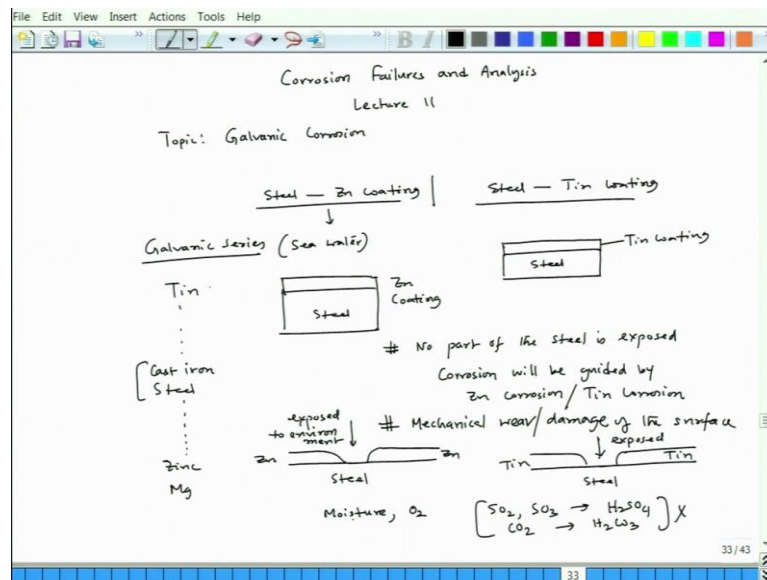 File Edit View Insert Actions Tools Help
Corrosion Failures and Analysis
Lecture 11
Topic: Galvanic Corrosion
Steel — Zn Coating | Steel — Tin Coating
Galvanic Series (Sea Water)
Tin coating
Steel
Tin
Zn
Coating
Steel
# No part of the steel is exposed
Corrosion will be guided by
Zn corrosion / Tin corrosion
Cast iron
Steel
# Mechanical wear/damage of the surface
exposed
to environ
ment
exposed
Zn Zn
Steel
Tin Tin
Steel
Zinc
Mg
Moisture, O2
[SO2, SO3 → H2SO4
CO2 → H2CO3] X
33/43
33